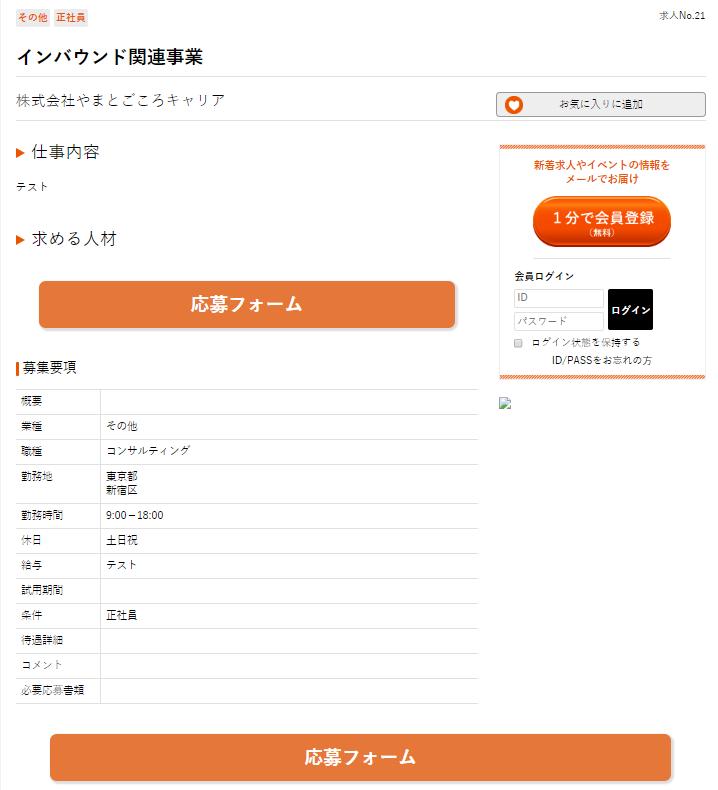 その他 正社員
求人No.21
インバウンド関連事業
株式会社やまとごころキャリア
お気に入りに追加
仕事内容
テスト
求める人材
応募フォーム
募集要項
概要
業種 その他
職種 コンサルティング
勤務地 東京都
新宿区
勤務時間 9:00－18:00
休日 土日祝
給与 テスト
試用期間
条件 正社員
待遇詳細
コメント
必要応募書類
新着求人やイベントの情報を
メールでお届け
１分で会員登録
（無料）
会員ログイン
ID
パスワード
ログイン
ログイン状態を保持する
ID/PASSをお忘れの方
応募フォーム